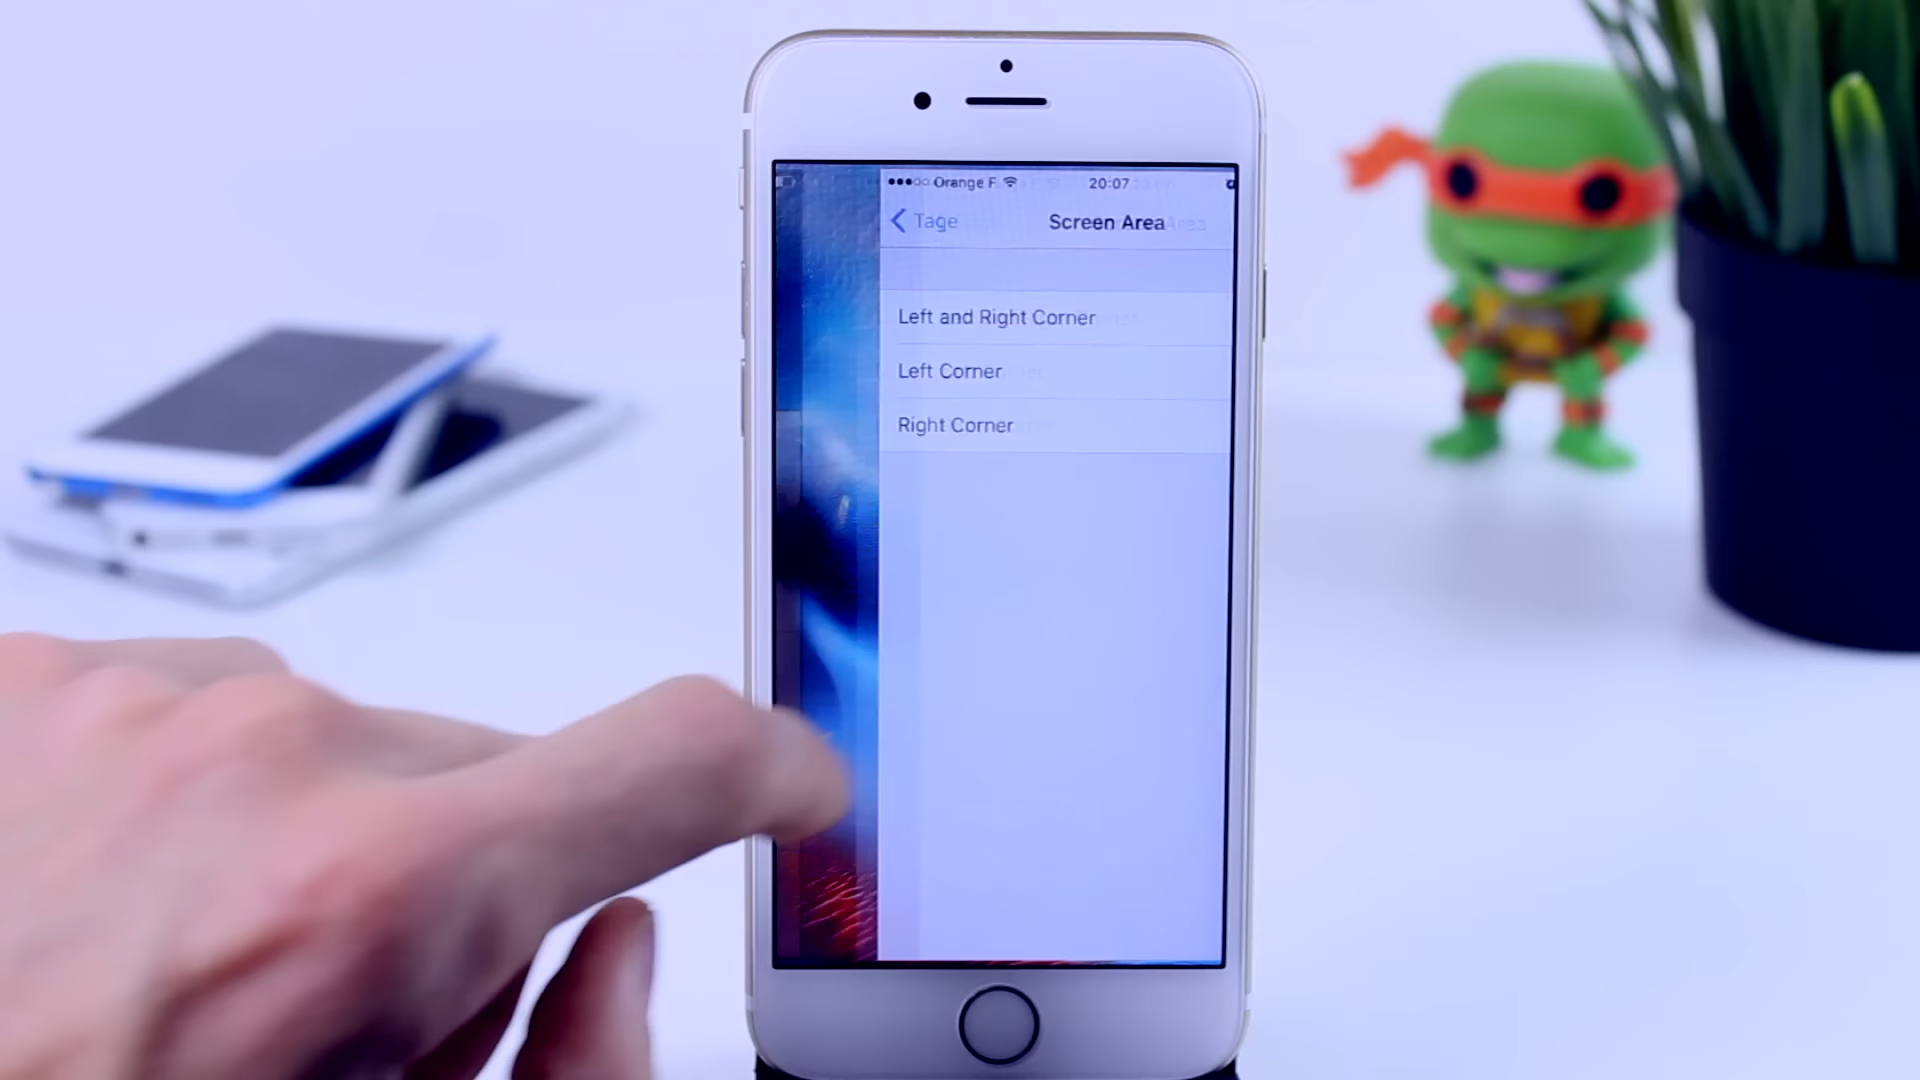 Orange F 20:07
Tage Screen Area
Left and Right Corner
Left Corner
Right Corner